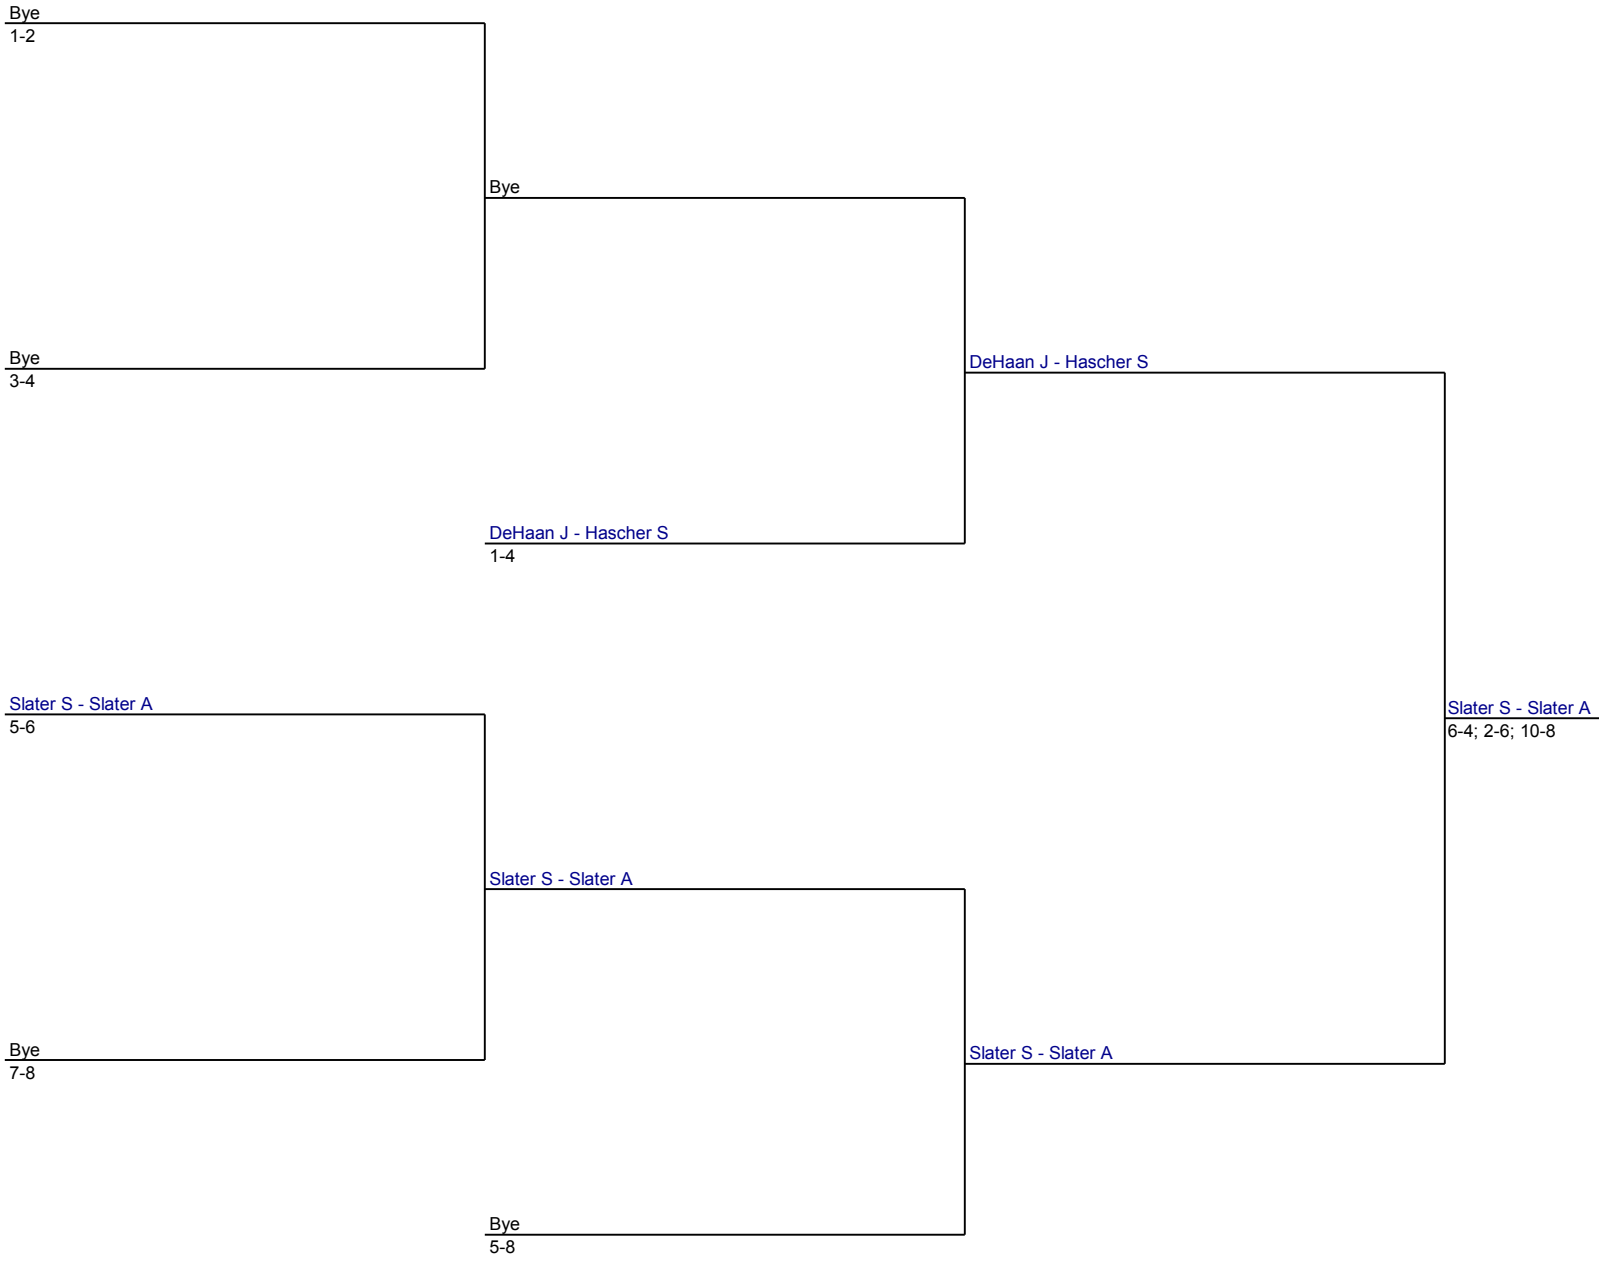 Bye
1-2
Bye
Bye
3-4
DeHaan J - Hascher S
DeHaan J - Hascher S
1-4
Slater S - Slater A
5-6
Slater S - Slater A
6-4; 2-6; 10-8
Slater S - Slater A
Bye
7-8
Slater S - Slater A
Bye
5-8